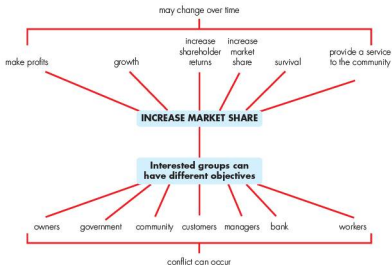 may change over time
make profits
growth
increase
shareholder
returns
increase
market
share
survival
provide a service
to the community
INCREASE MARKET SHARE
Interested groups can
have different objectives
owners
government
community
customers
managers
bank
workers
conflict can occur